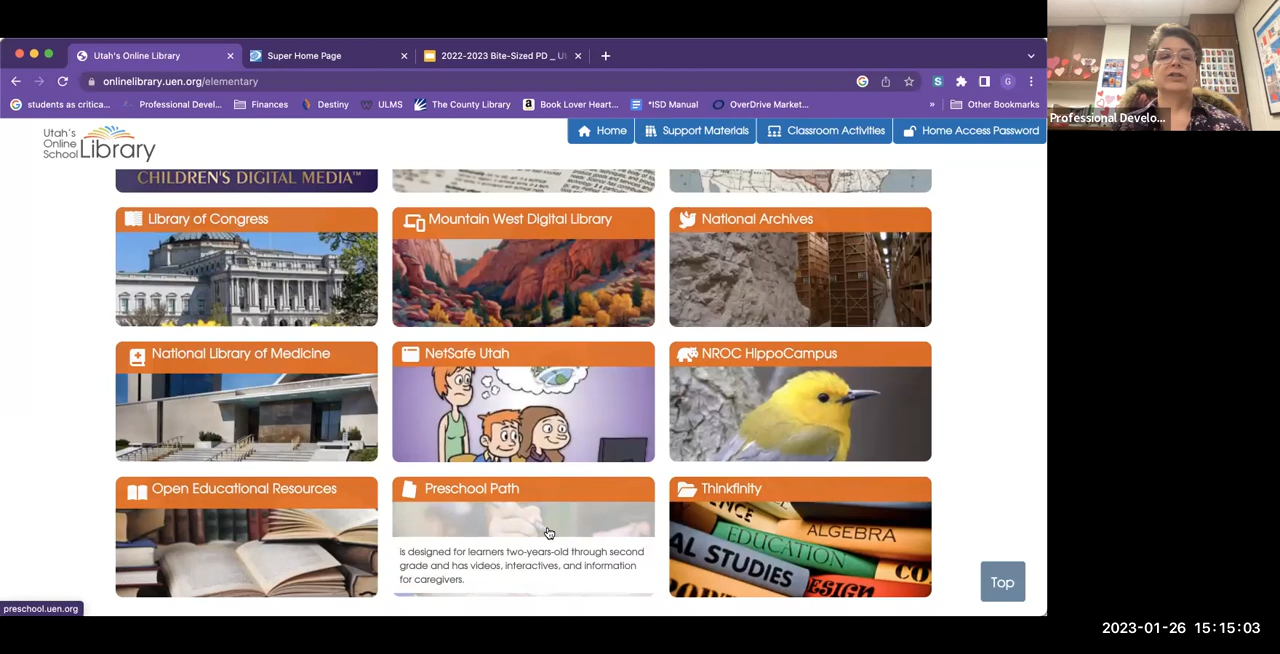 Utah's Online Library
Super Home Page
2022-2023 Bite-Sized PD _ U
onlinelibrary.uen.org/elementary
students as critica...
Professional Devel...
Finances
Destiny
ULMS
The County Library
Book Lover Heart...
*ISD Manual
OverDrive Market...
»
Other Bookmarks
Utah's
Online
School
Library
Home
Support Materials
Classroom Activities
Home Access Password
CHILDREN'S DIGITAL MEDIA™
Library of Congress
Mountain West Digital Library
National Archives
National Library of Medicine
NetSafe Utah
NROC HippoCampus
Open Educational Resources
Preschool Path
is designed for learners two-years-old through second
grade and has videos, interactives, and information
for caregivers.
Thinkfinity
ALGEBRA
EDUCATION
AL STUDIES
DESIGN
Top
preschool.uen.org
Professional Develo...
2023-01-26 15:15:03